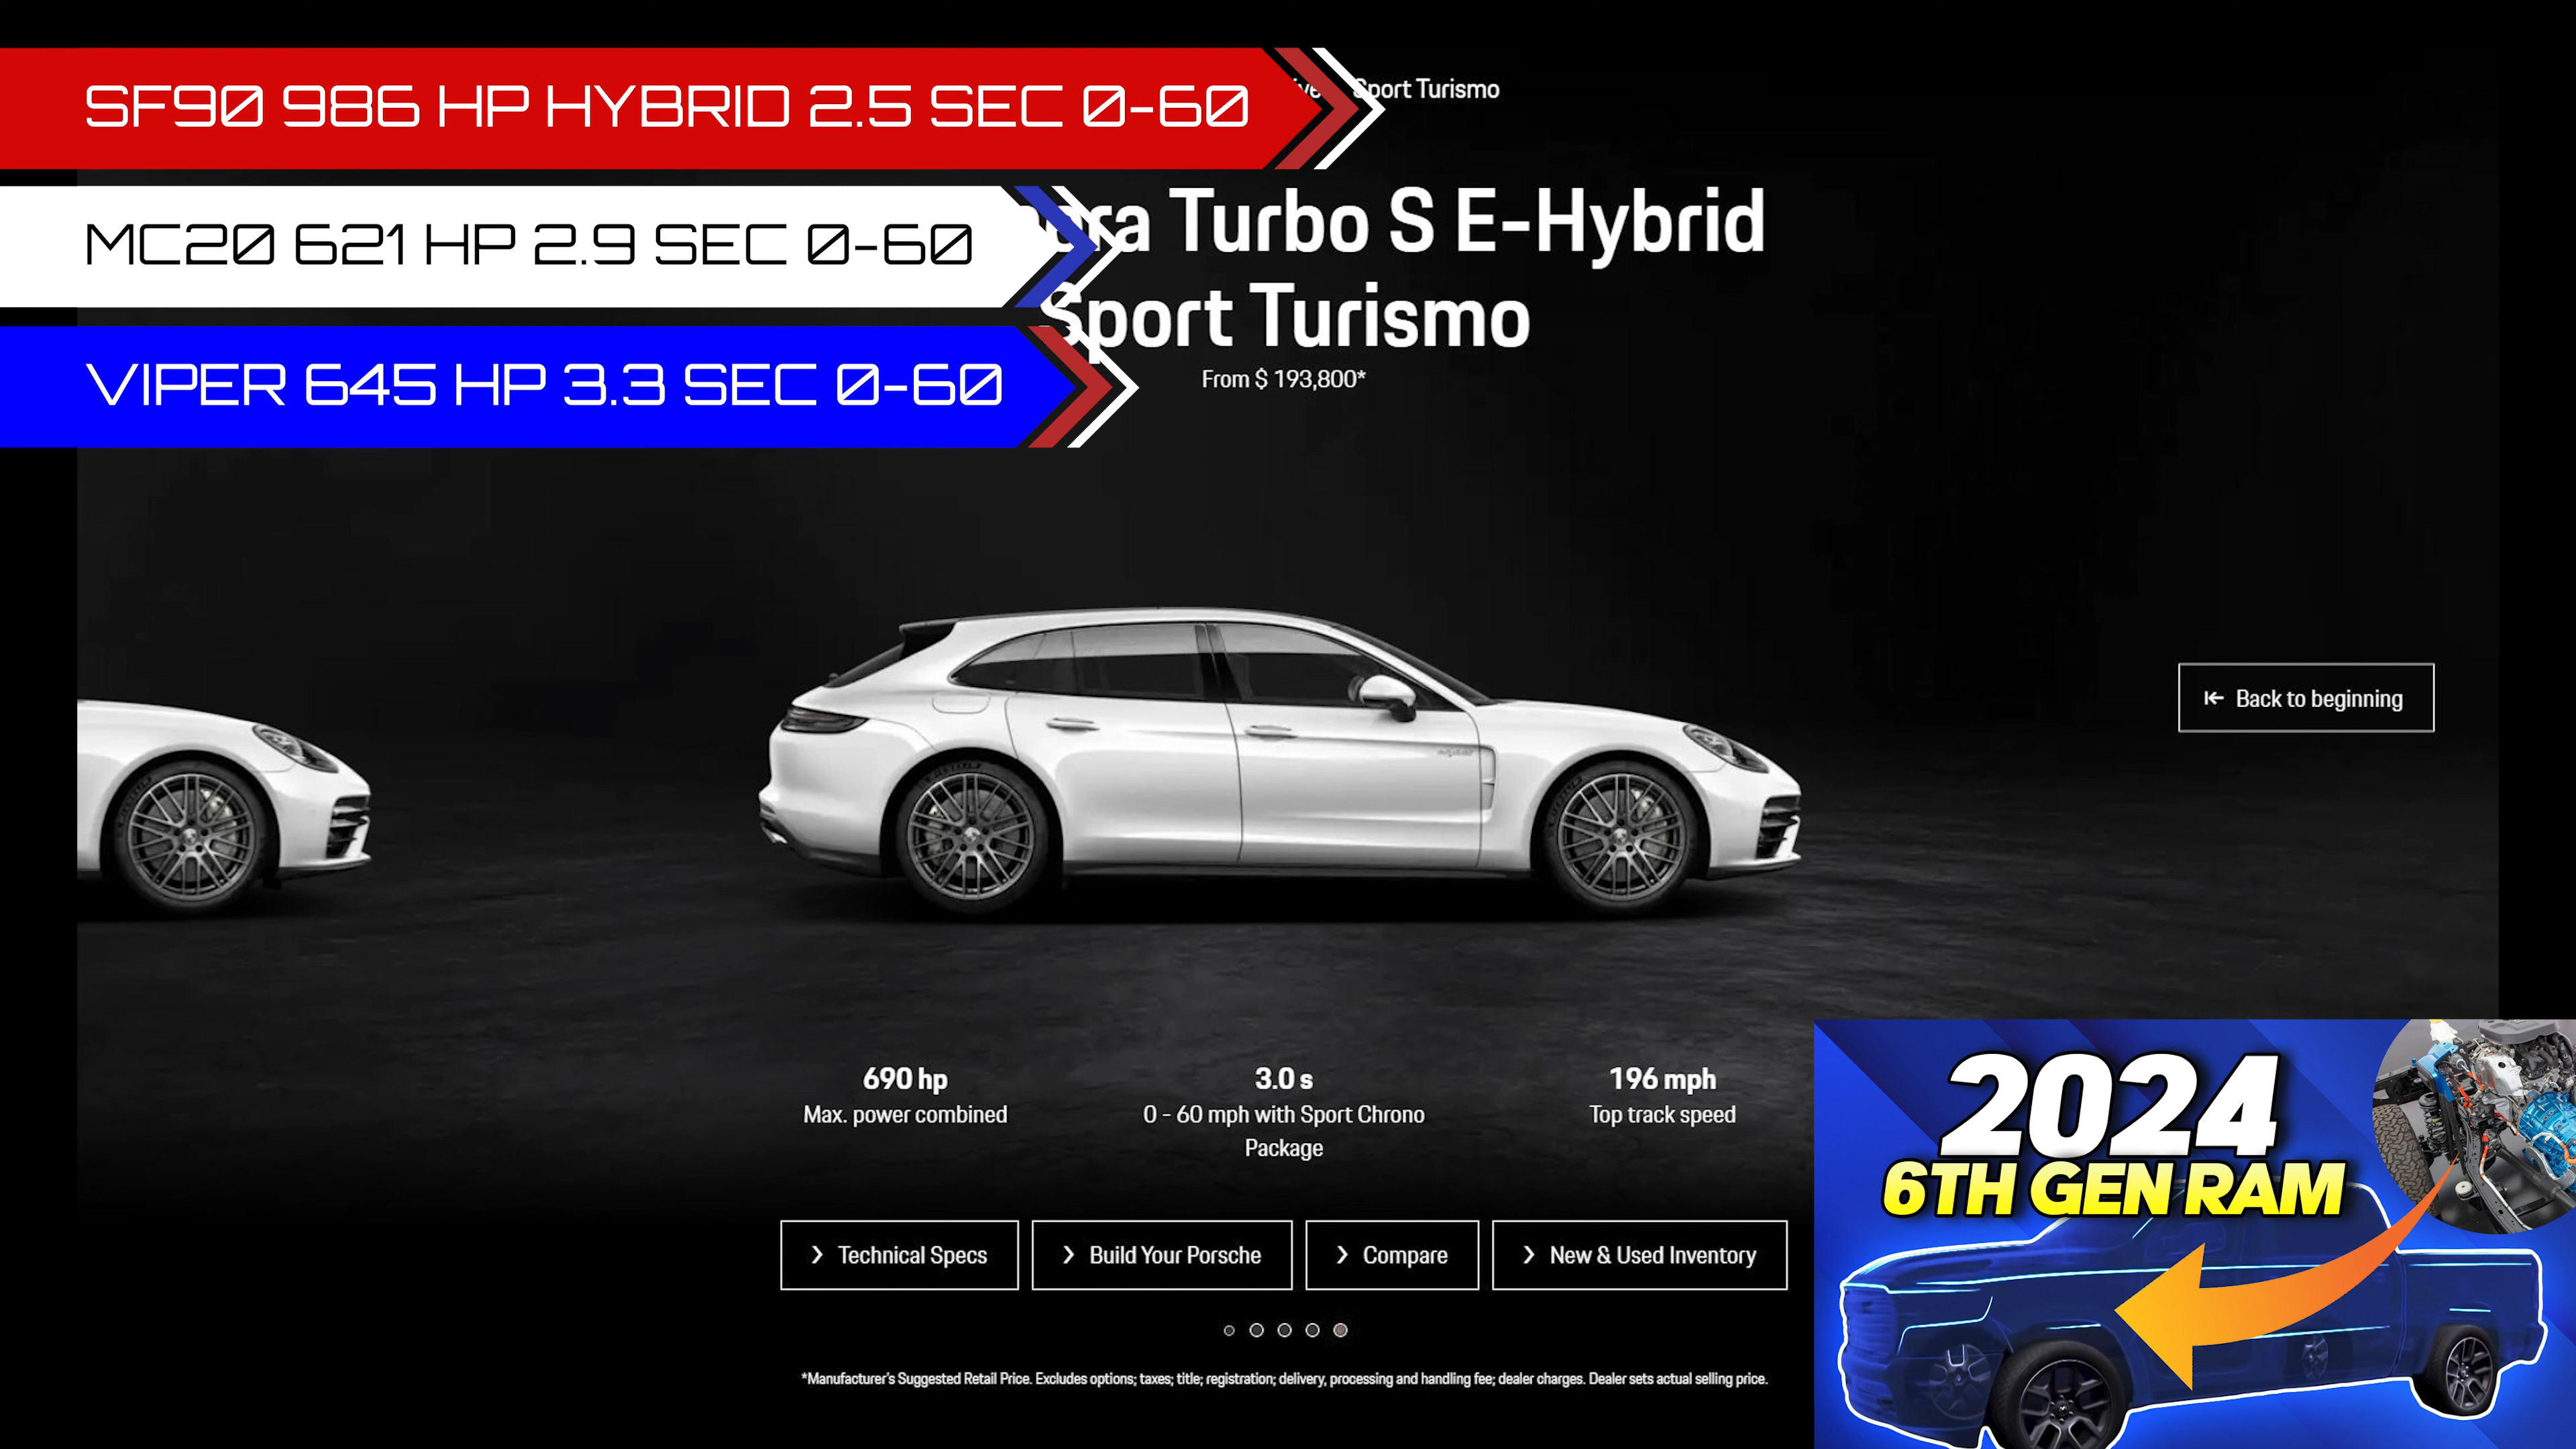 SF90 986 HP HYBRID 2.5 SEC 0-60
Sport Turismo
MC20 621 HP 2.9 SEC 0-60
Turbo S E-Hybrid
Sport Turismo
VIPER 645 HP 3.3 SEC 0-60
From $ 193,800*
Back to beginning
690 hp
Max. power combined
3.0 s
0 - 60 mph with Sport Chrono
Package
196 mph
Top track speed
Technical Specs
Build Your Porsche
Compare
New & Used Inventory
*Manufacturer's Suggested Retail Price. Excludes options; taxes; title; registration; delivery, processing and handling fee; dealer charges. Dealer sets actual selling price.
2024
6TH GEN RAM